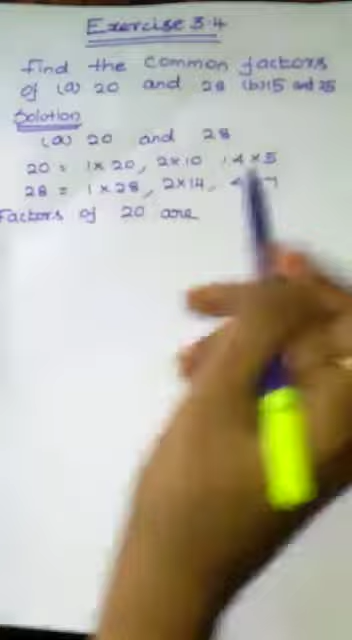 Exercise 3.4
Find the common factors
of (a) 20 and 28 (b) 15 and 25
Solution
(a) 20 and 28
20 = 1×20, 2×10, 4×5
28 = 1×28, 2×14,
Factors of 20 are